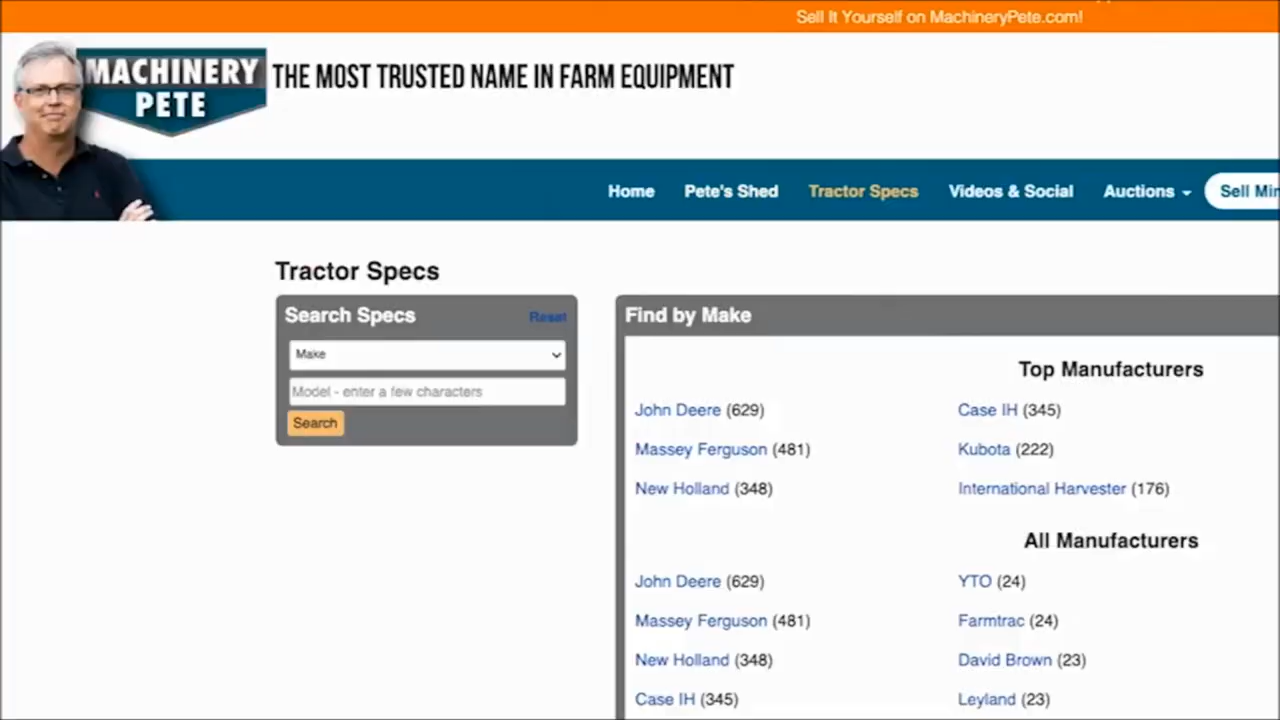 Sell It Yourself on MachineryPete.com!
MACHINERY
PETE
THE MOST TRUSTED NAME IN FARM EQUIPMENT
Home Pete's Shed Tractor Specs Videos & Social Auctions Sell
Tractor Specs
Search Specs Reset
Make
Model - enter a few characters
Search
Find by Make
Top Manufacturers
John Deere (629) Case IH (345)
Massey Ferguson (481) Kubota (222)
New Holland (348) International Harvester (176)
All Manufacturers
John Deere (629) YTO (24)
Massey Ferguson (481) Farmtrac (24)
New Holland (348) David Brown (23)
Case IH (345) Leyland (23)